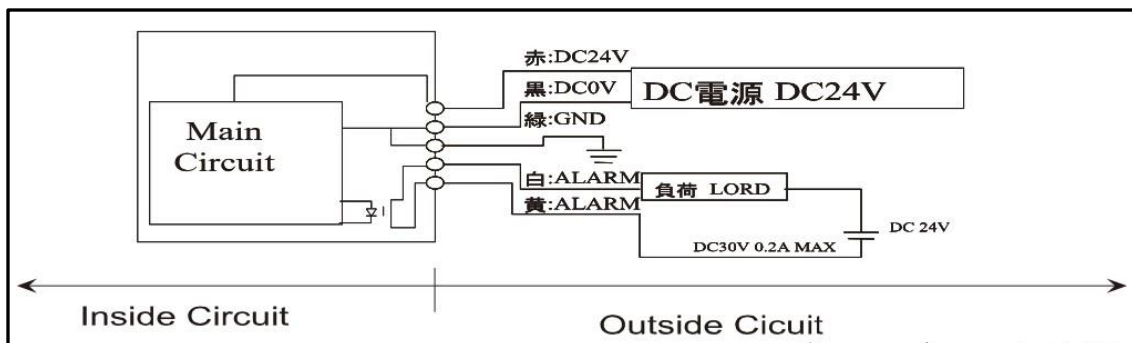 赤:DC24V
黒:DC0V
DC電源 DC24V
緑:GND
Main
Circuit
白:ALARM
負荷 LORD
黄:ALARM
DC 24V
DC30V 0.2A MAX
Inside Circuit
Outside Cicuit